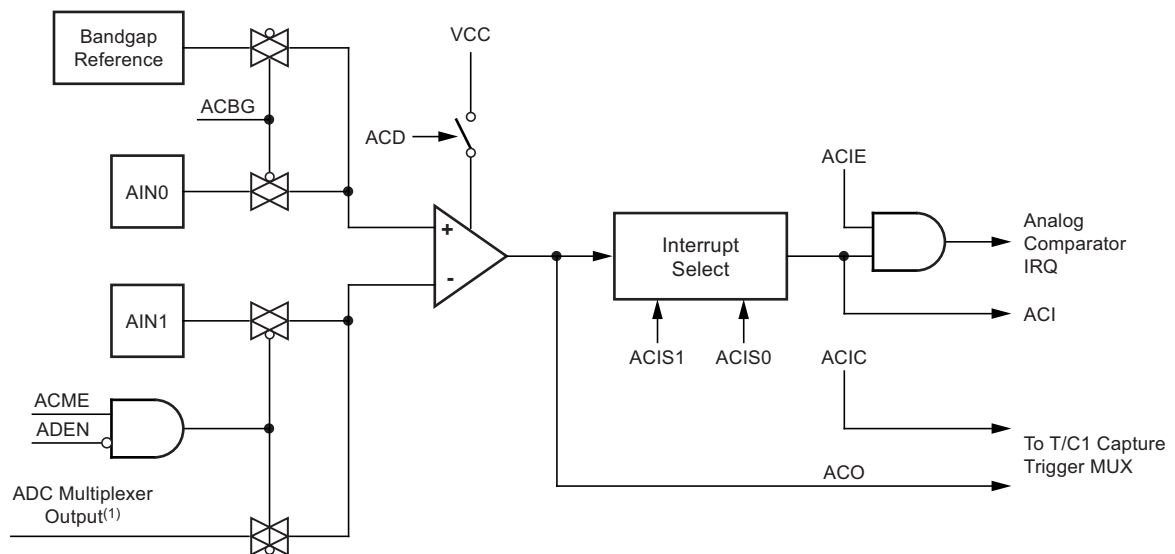 Bandgap
Reference
VCC
ACBG
ACD
AIN0
ACIE
+
-
Interrupt
Select
Analog
Comparator
IRQ
AIN1
ACI
ACIS1
ACIS0
ACIC
ACME
ADEN
To T/C1 Capture
Trigger MUX
ACO
ADC Multiplexer
Output(1)